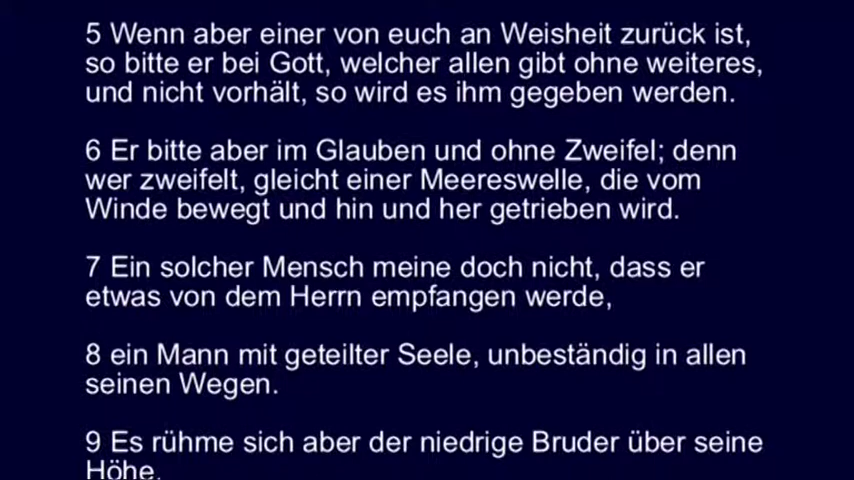 5 Wenn aber einer von euch an Weisheit zurück ist,
so bitte er bei Gott, welcher allen gibt ohne weiteres,
und nicht vorhält, so wird es ihm gegeben werden.
6 Er bitte aber im Glauben und ohne Zweifel; denn
wer zweifelt, gleicht einer Meereswelle, die vom
Winde bewegt und hin und her getrieben wird.
7 Ein solcher Mensch meine doch nicht, dass er
etwas von dem Herrn empfangen werde,
8 ein Mann mit geteilter Seele, unbeständig in allen
seinen Wegen.
9 Es rühme sich aber der niedrige Bruder über seine
Höhe.